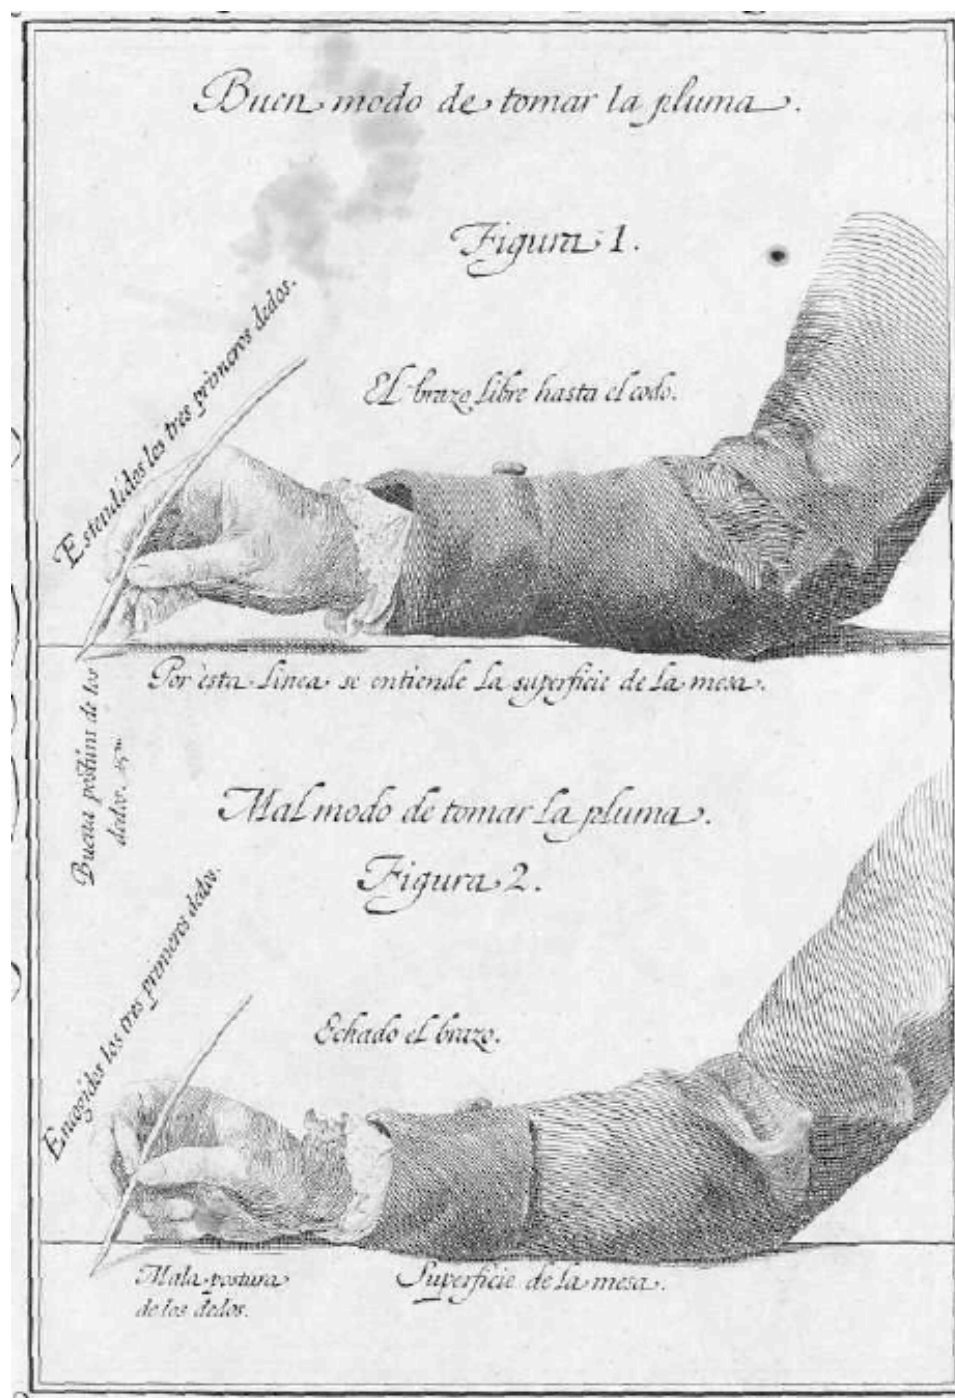 Buen modo de tomar la pluma.
Figura 1.
Estendidos los tres primeros dedos.
El brazo libre hasta el codo.
Por esta linea se entiende la superficie de la mesa.
Buena postura de los
dedos.
Mal modo de tomar la pluma.
Figura 2.
Encogidos los tres primeros dedos.
Echado el brazo.
Mala postura
de los dedos.
Superficie de la mesa.